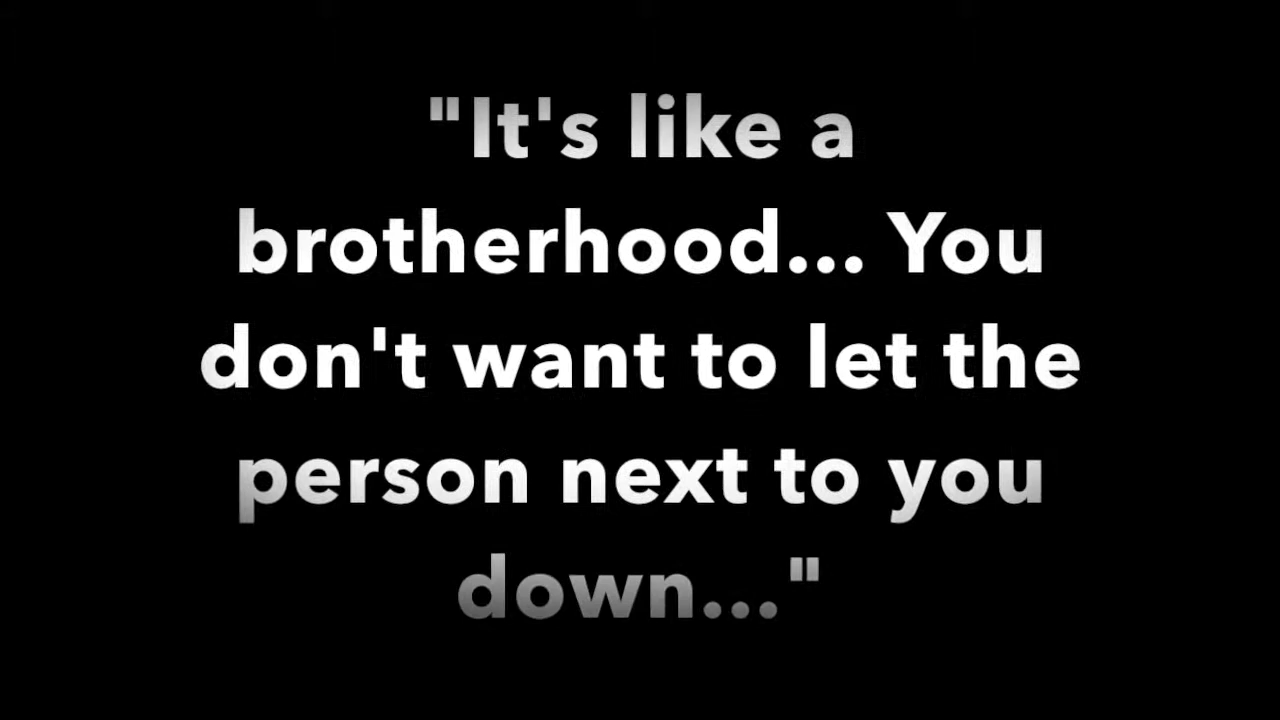 "It's like a
brotherhood... You
don't want to let the
person next to you
down..."